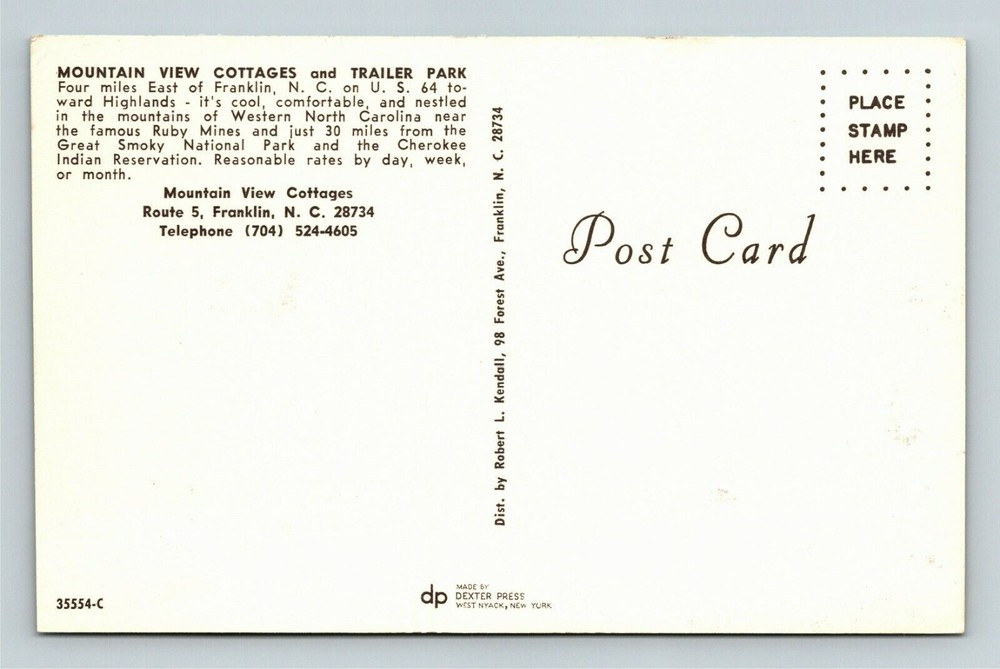 MOUNTAIN VIEW COTTAGES and TRAILER PARK
Four miles East of Franklin, N. C. on U. S. 64 to-
ward Highlands - it's cool, comfortable, and nestled
in the mountains of Western North Carolina near
the famous Ruby Mines and just 30 miles from the
Great Smoky National Park and the Cherokee
Indian Reservation. Reasonable rates by day, week,
or month.
Mountain View Cottages
Route 5, Franklin, N. C. 28734
Telephone (704) 524-4605
Dist. by Robert L. Kendall, 98 Forest Ave., Franklin, N. C. 28734
PLACE
STAMP
HERE
Post Card
35554-C
dp
MADE BY
DEXTER PRESS
WEST NYACK, NEW YORK